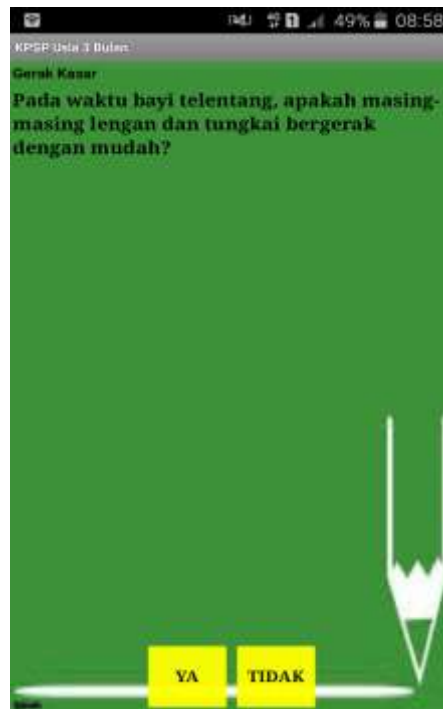 49% 08:58
KPSP Usia 3 Bulan
Gerak Kasar
Pada waktu bayi telentang, apakah masing-
masing lengan dan tungkai bergerak
dengan mudah?
YA TIDAK